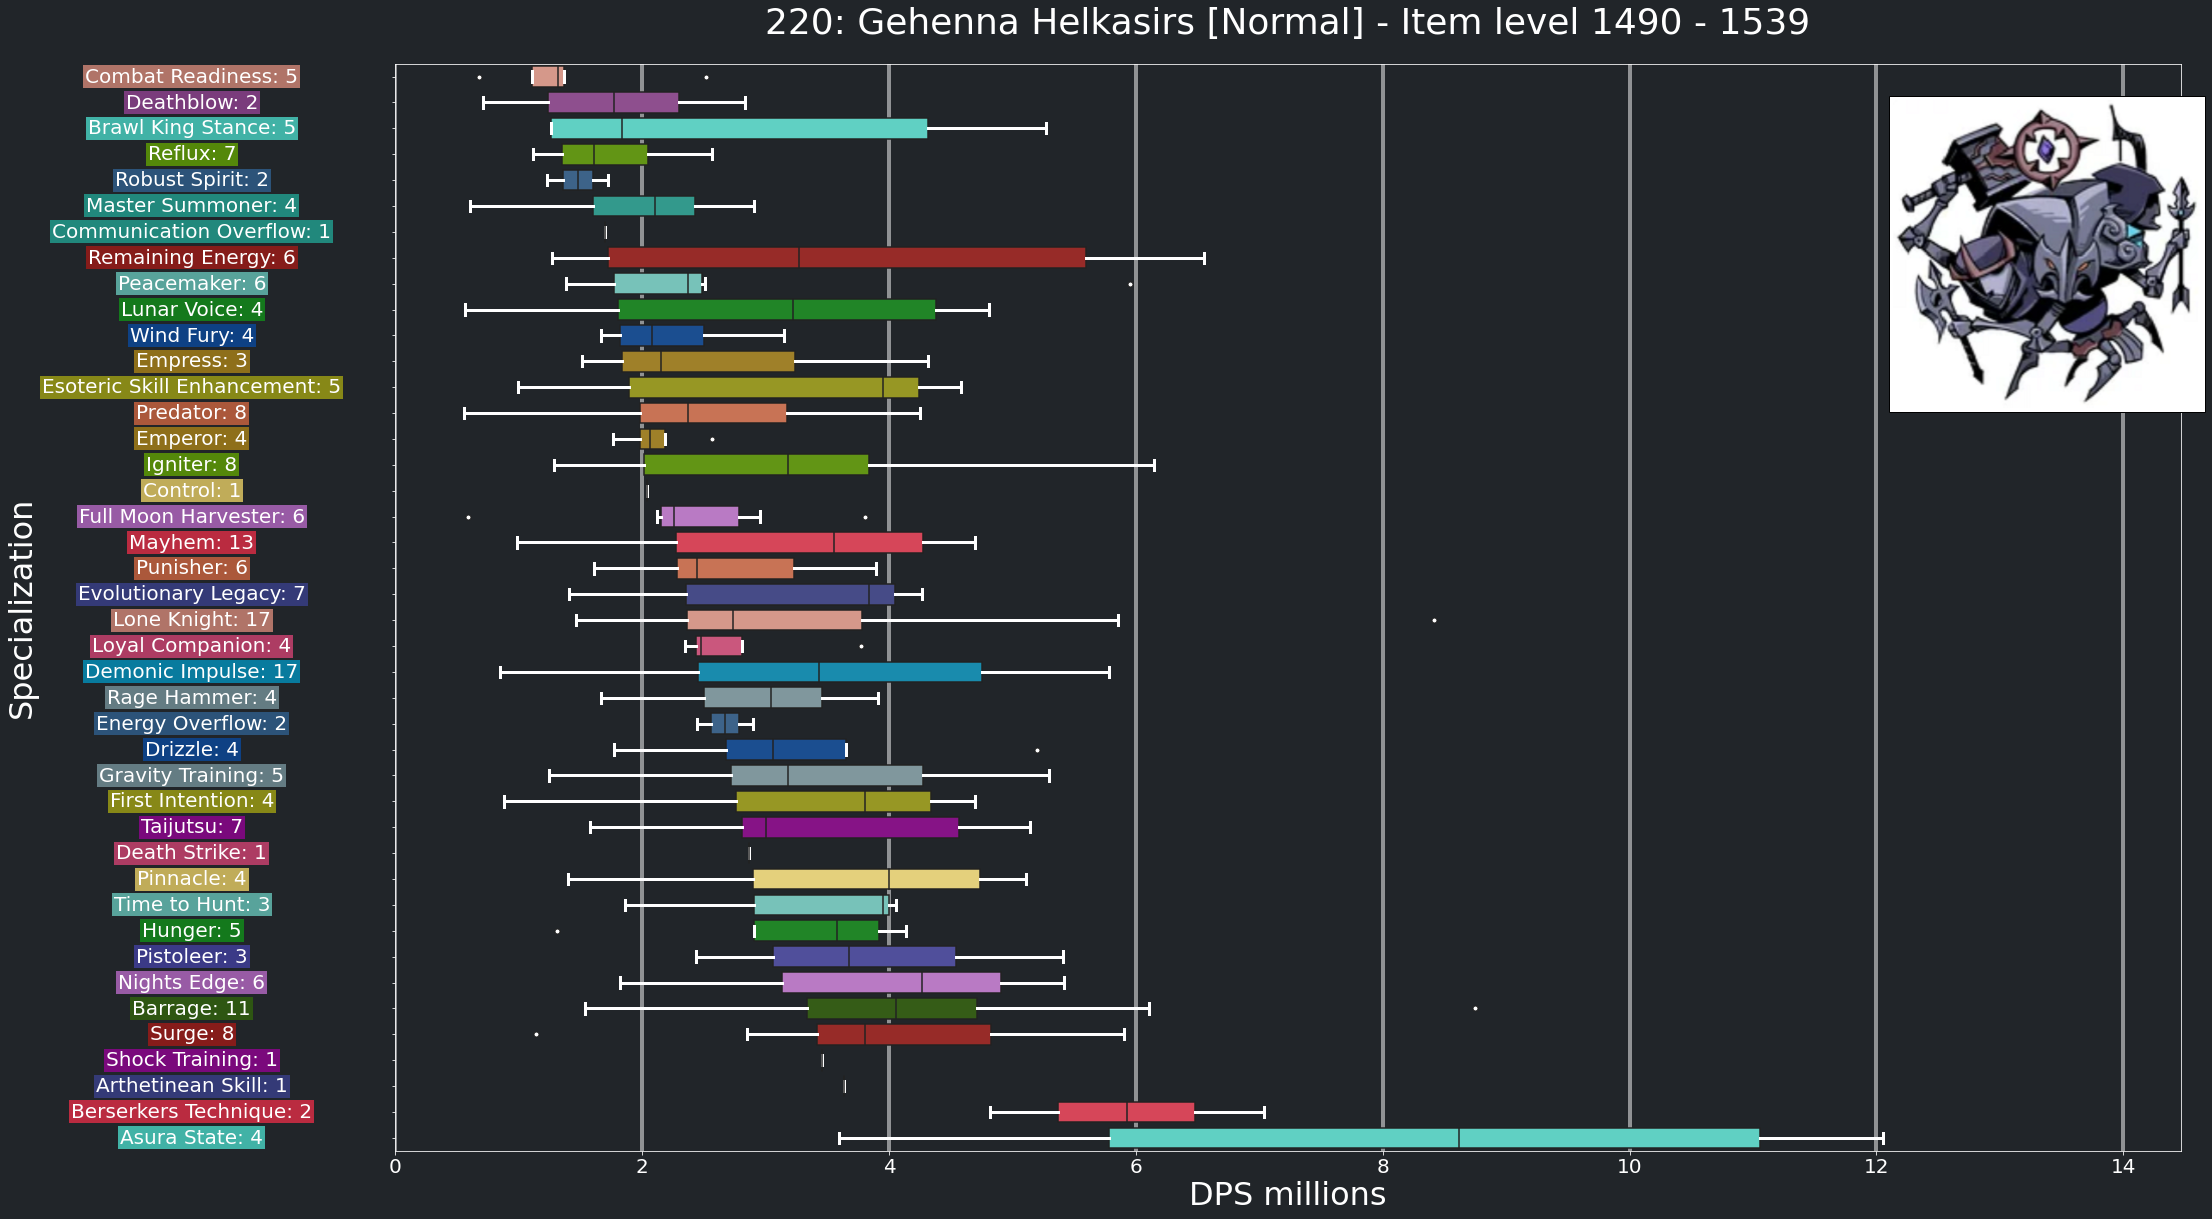 220: Gehenna Helkasirs [Normal] - Item level 1490 - 1539
Combat Readiness: 5
Deathblow: 2
Brawl King Stance: 5
Reflux: 7
Robust Spirit: 2
Master Summoner: 4
Communication Overflow: 1
Remaining Energy: 6
Peacemaker: 6
Lunar Voice: 4
Wind Fury: 4
Empress: 3
Esoteric Skill Enhancement: 5
Predator: 8
Emperor: 4
Igniter: 8
Control: 1
Full Moon Harvester: 6
Mayhem: 13
Punisher: 6
Evolutionary Legacy: 7
Lone Knight: 17
Loyal Companion: 4
Demonic Impulse: 17
Rage Hammer: 4
Energy Overflow: 2
Drizzle: 4
Gravity Training: 5
First Intention: 4
Taijutsu: 7
Death Strike: 1
Pinnacle: 4
Time to Hunt: 3
Hunger: 5
Pistoleer: 3
Nights Edge: 6
Barrage: 11
Surge: 8
Shock Training: 1
Arthetinean Skill: 1
Berserkers Technique: 2
Asura State: 4
Specialization
0 2 4 6 8 10 12 14
DPS millions